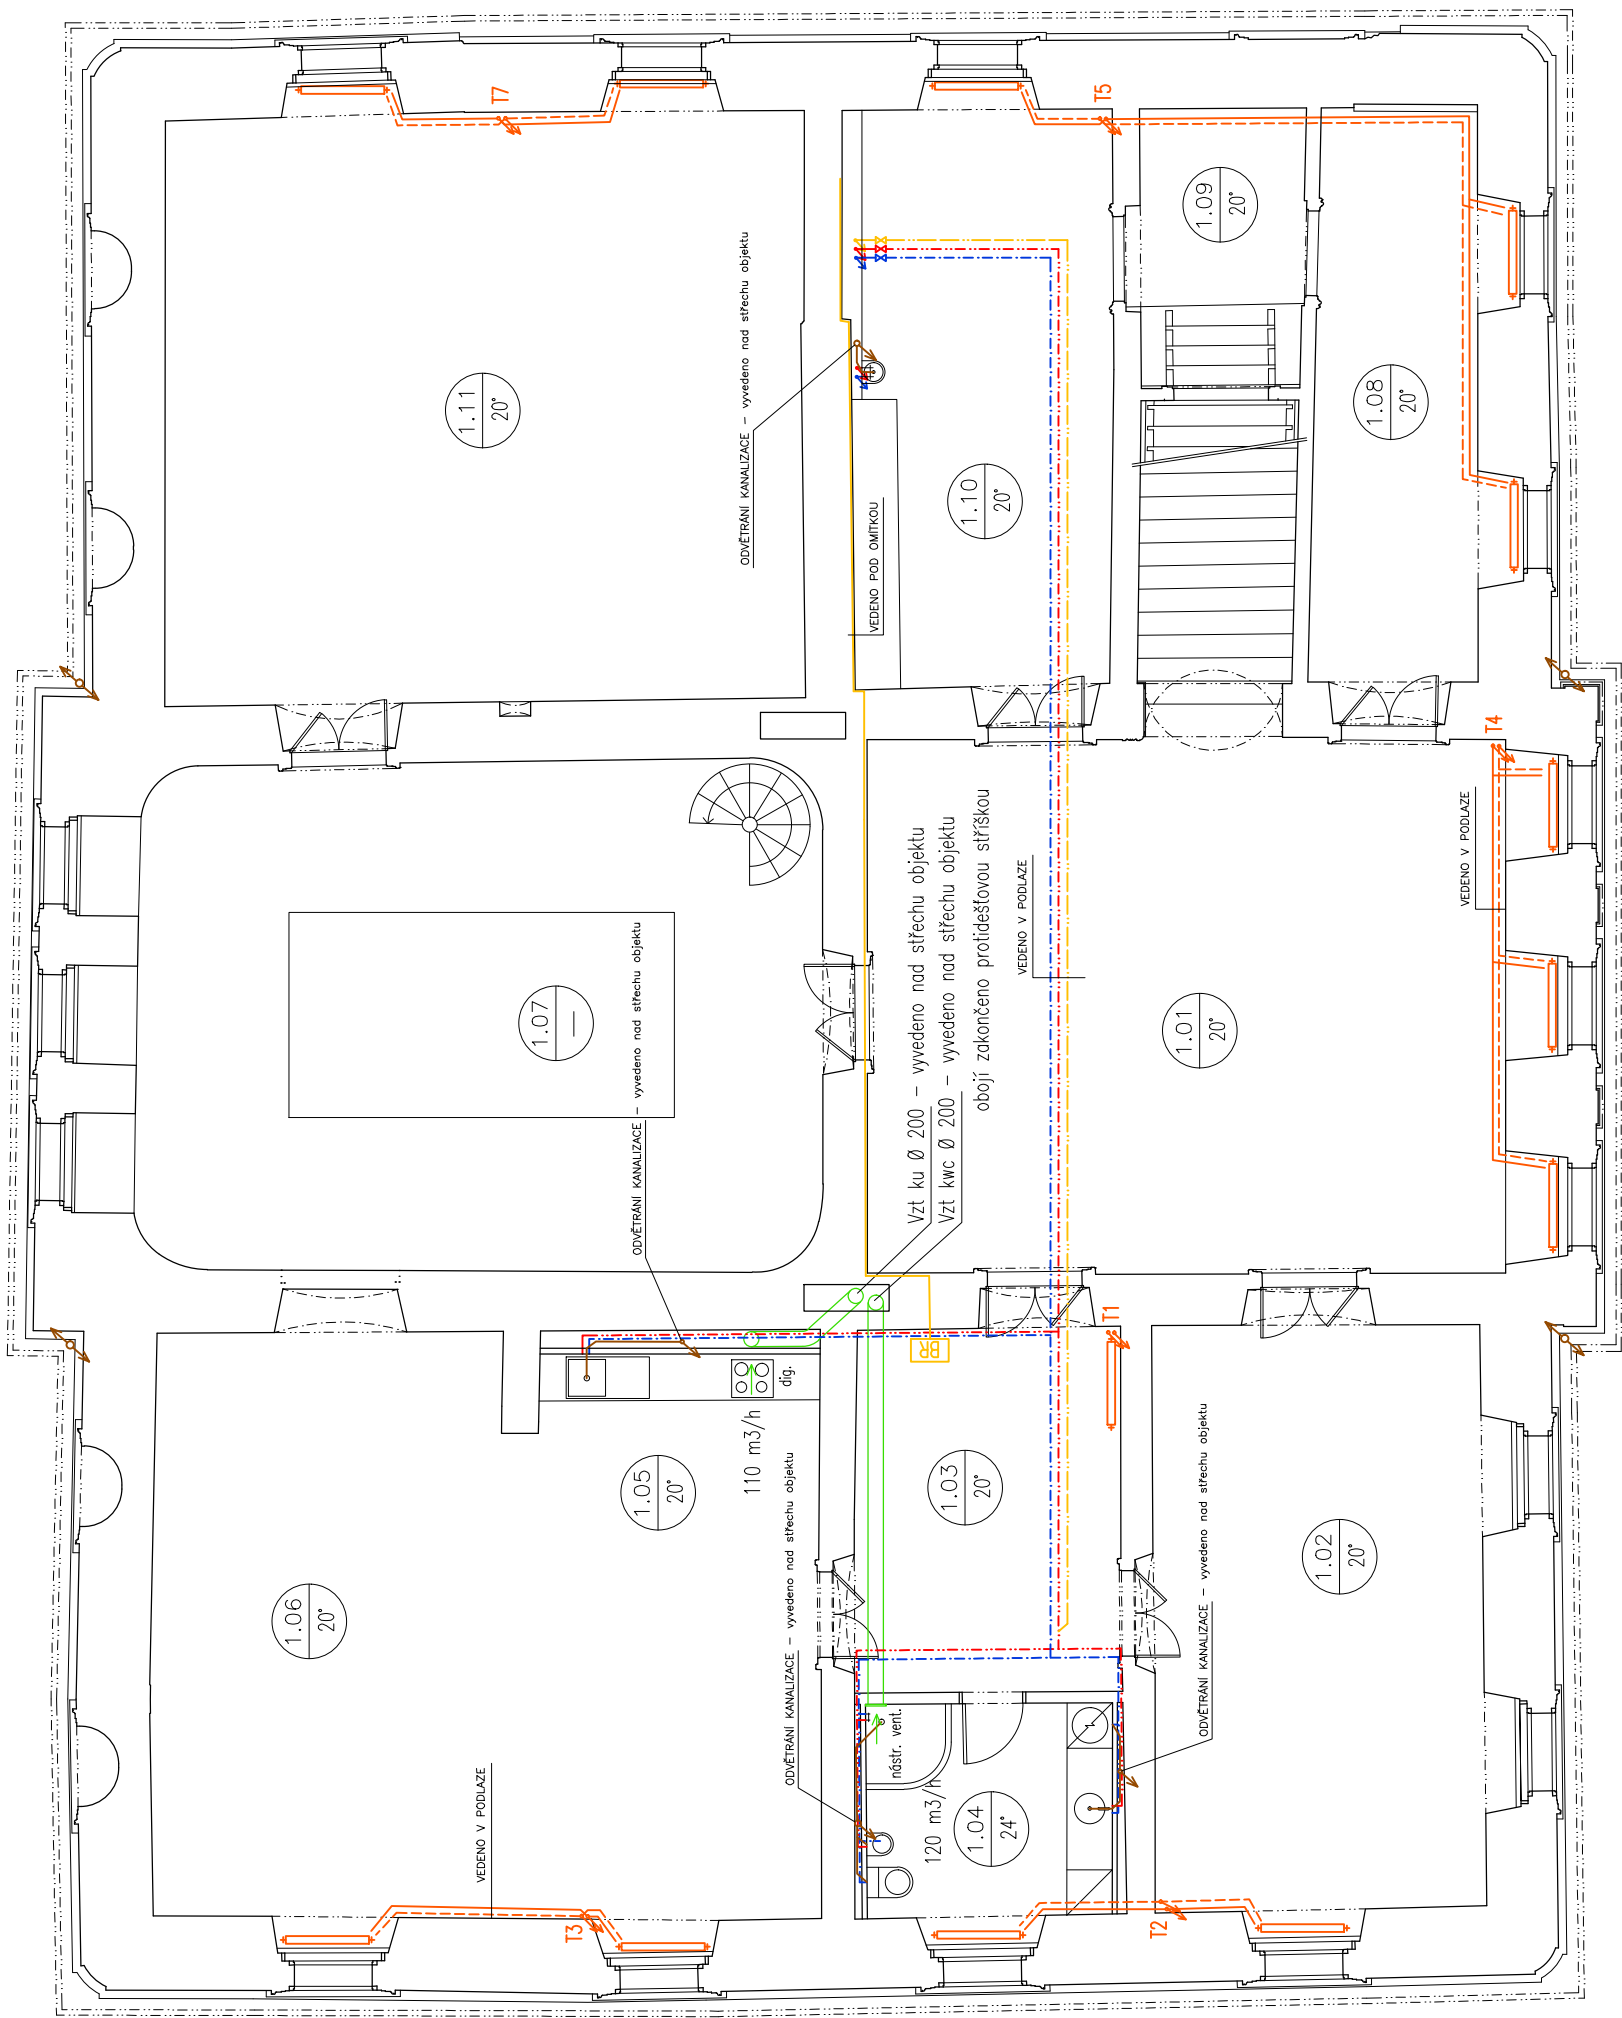 T7
T5
1.09
20°
ODVĚTRÁNÍ KANALIZACE – vyvedeno nad střechu objektu
1.11
20°
1.08
20°
1.10
20°
VEDENO POD OMÍTKOU
T4
VEDENO V PODLAZE
VEDENO V PODLAZE
Vzt ku Ø 200 – vyvedeno nad střechu objektu
Vzt kwc Ø 200 – vyvedeno nad střechu objektu
obojí zakončeno protidešťovou stříškou
1.07
—
ODVĚTRÁNÍ KANALIZACE – vyvedeno nad střechu objektu
1.01
20°
T1
BR
dig.
110 m3/h
1.05
20°
1.03
20°
ODVĚTRÁNÍ KANALIZACE – vyvedeno nad střechu objektu
ODVĚTRÁNÍ KANALIZACE – vyvedeno nad střechu objektu
1.02
20°
1.06
20°
nástr. vent.
120 m3/h
1.04
24°
VEDENO V PODLAZE
T3
T2